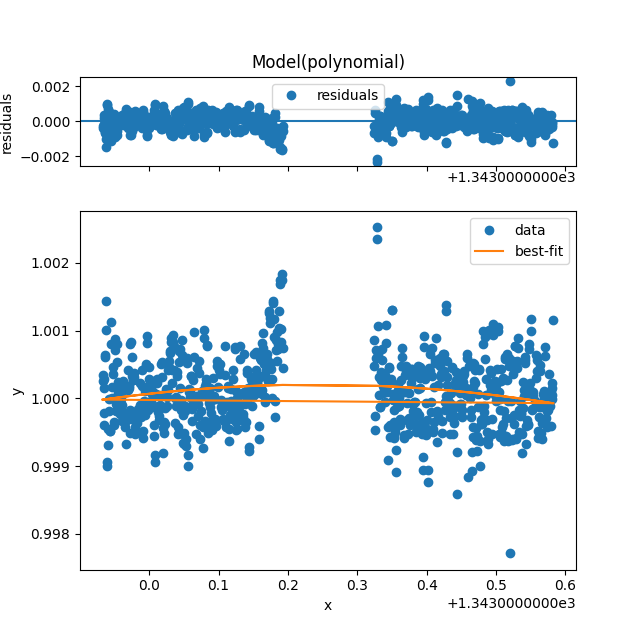 Model(polynomial)
residuals
0.002
0.000
−0.002
residuals
+1.3430000000e3
y
1.002
1.001
1.000
0.999
0.998
data
best-fit
0.0 0.1 0.2 0.3 0.4 0.5 0.6
x
+1.3430000000e3